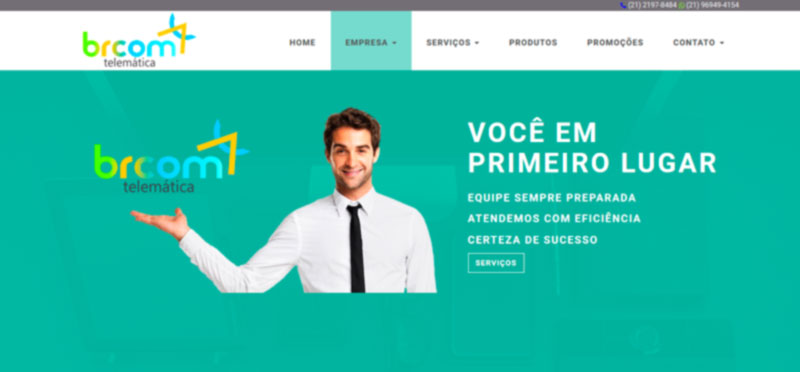 (21) 2197-8484 (21) 96949-4154
brcom
telemática
HOME EMPRESA SERVIÇOS PRODUTOS PROMOÇÕES CONTATO
brcom
telemática
VOCÊ EM
PRIMEIRO LUGAR
EQUIPE SEMPRE PREPARADA
ATENDEMOS COM EFICIÊNCIA
CERTEZA DE SUCESSO
SERVIÇOS